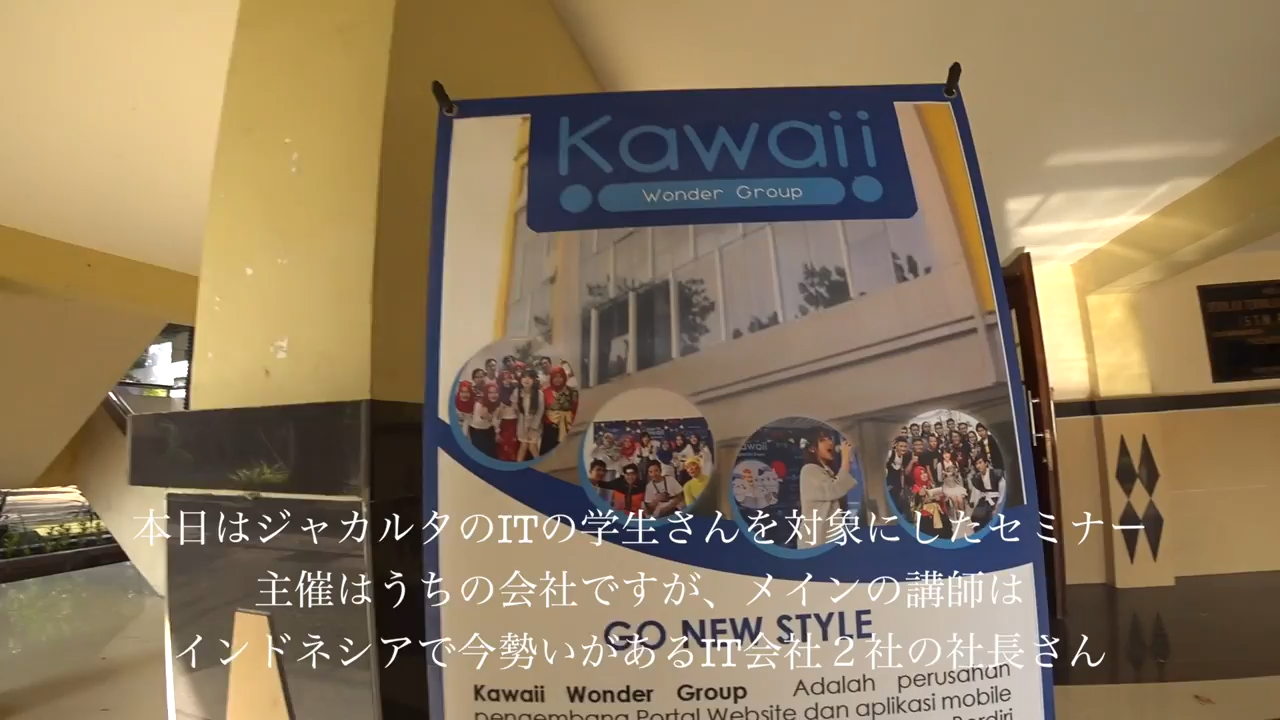 Kawaii
Wonder Group
本日はジャカルタのITの学生さんを対象にしたセミナー
主催はうちの会社ですが、メインの講師は
GO NEW STYLE
インドネシアで今勢いがあるIT会社２社の社長さん
Kawaii Wonder Group Adalah perusahan
pengembang Portal Website dan aplikasi mobile
Berdiri